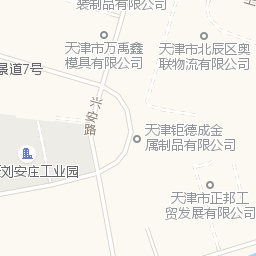 装制品有限公司
天津市万禹鑫
模具有限公司
天津市北辰区奥
联物流有限公司
景道7号
兴淀路
天津钜德成金
属制品有限公司
刘安庄工业园
天津市正邦工
贸发展有限公司